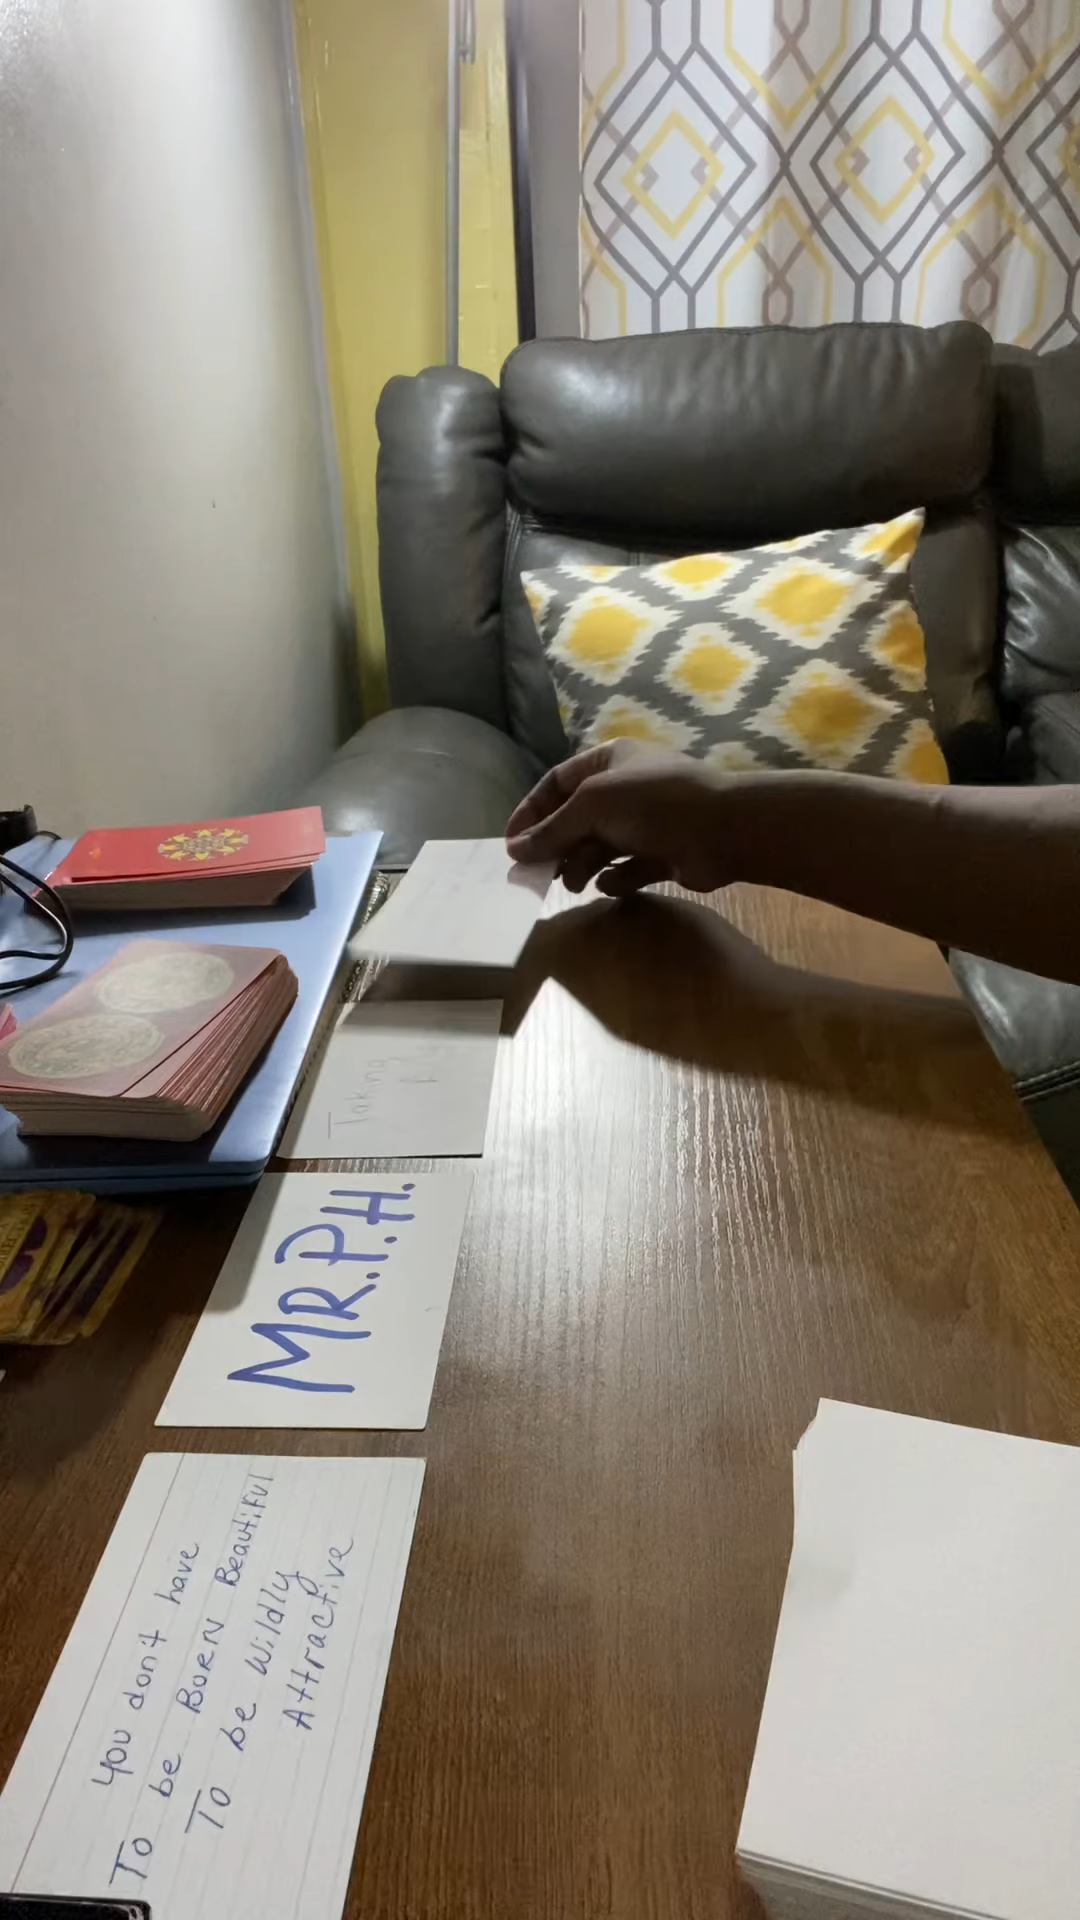 Taking
MR.P.H.
you don't have
To be BORN Beautiful
To be Wildly
Attractive